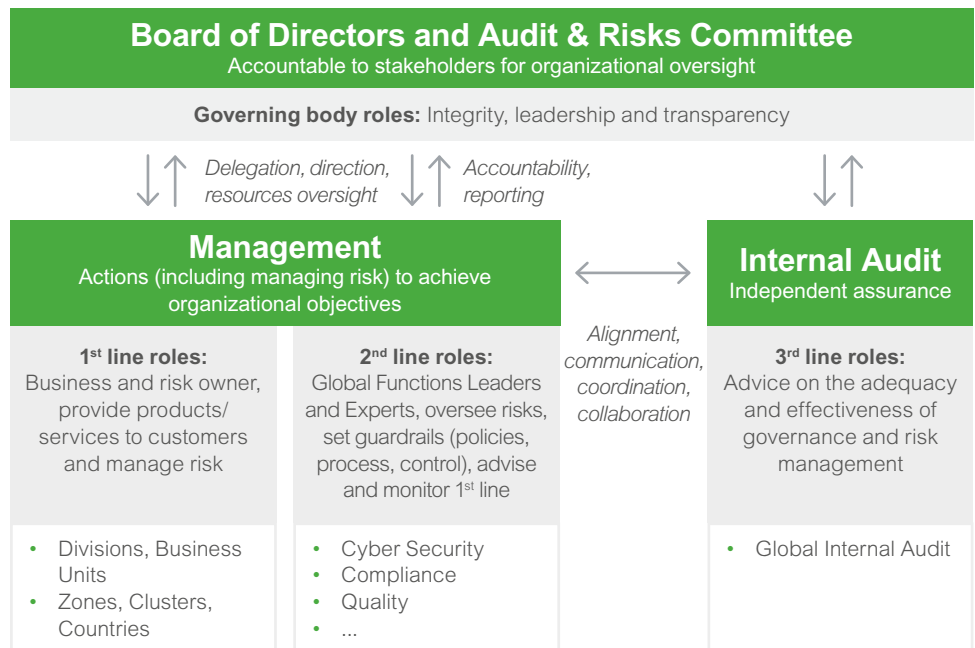 Board of Directors and Audit & Risks Committee
Accountable to stakeholders for organizational oversight
Governing body roles: Integrity, leadership and transparency
Delegation, direction,
resources oversight
Accountability,
reporting
Management
Actions (including managing risk) to achieve
organizational objectives
1st line roles:
Business and risk owner,
provide products/
services to customers
and manage risk
• Divisions, Business
Units
• Zones, Clusters,
Countries
2nd line roles:
Global Functions Leaders
and Experts, oversee risks,
set guardrails (policies,
process, control), advise
and monitor 1st line
• Cyber Security
• Compliance
• Quality
• ...
Alignment,
communication,
coordination,
collaboration
Internal Audit
Independent assurance
3rd line roles:
Advice on the adequacy
and effectiveness of
governance and risk
management
• Global Internal Audit